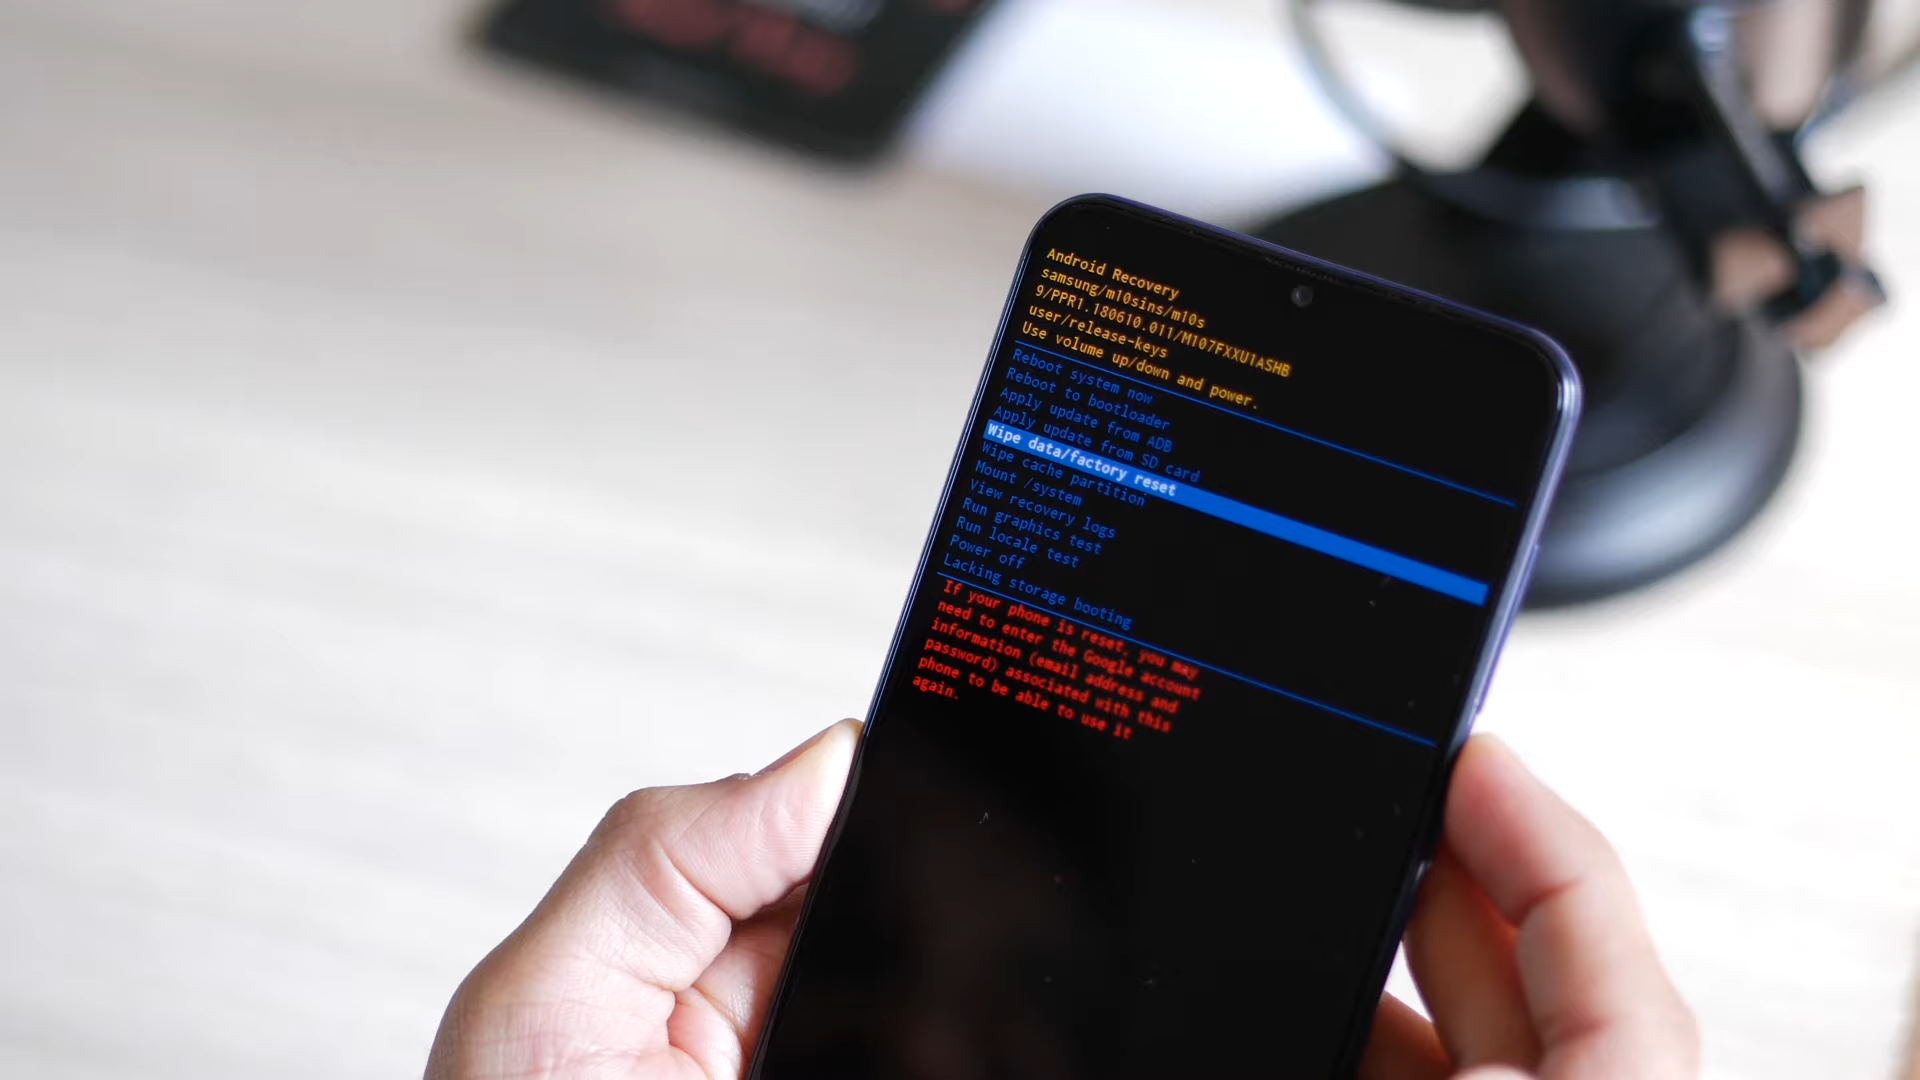 Android Recovery
samsung/m10sins/m10s
9/PPR1.180610.011/M107FXXU1ASHB
user/release-keys
Use volume up/down and power.
Reboot system now
Reboot to bootloader
Apply update from ADB
Apply update from SD card
Wipe data/factory reset
Wipe cache partition
Mount /system
View recovery logs
Run graphics test
Run locale test
Power off
Lacking storage booting
If your phone is reset, you may
need to enter the Google account
information (email address and
password) associated with this
phone to be able to use it
again.